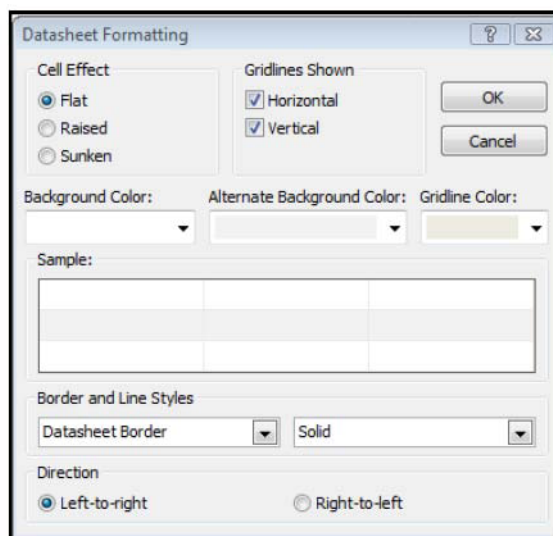 Datasheet Formatting
Cell Effect
Flat
Raised
Sunken
Gridlines Shown
Horizontal
Vertical
OK
Cancel
Background Color:
Alternate Background Color:
Gridline Color:
Sample:
Border and Line Styles
Datasheet Border
Solid
Direction
Left-to-right
Right-to-left